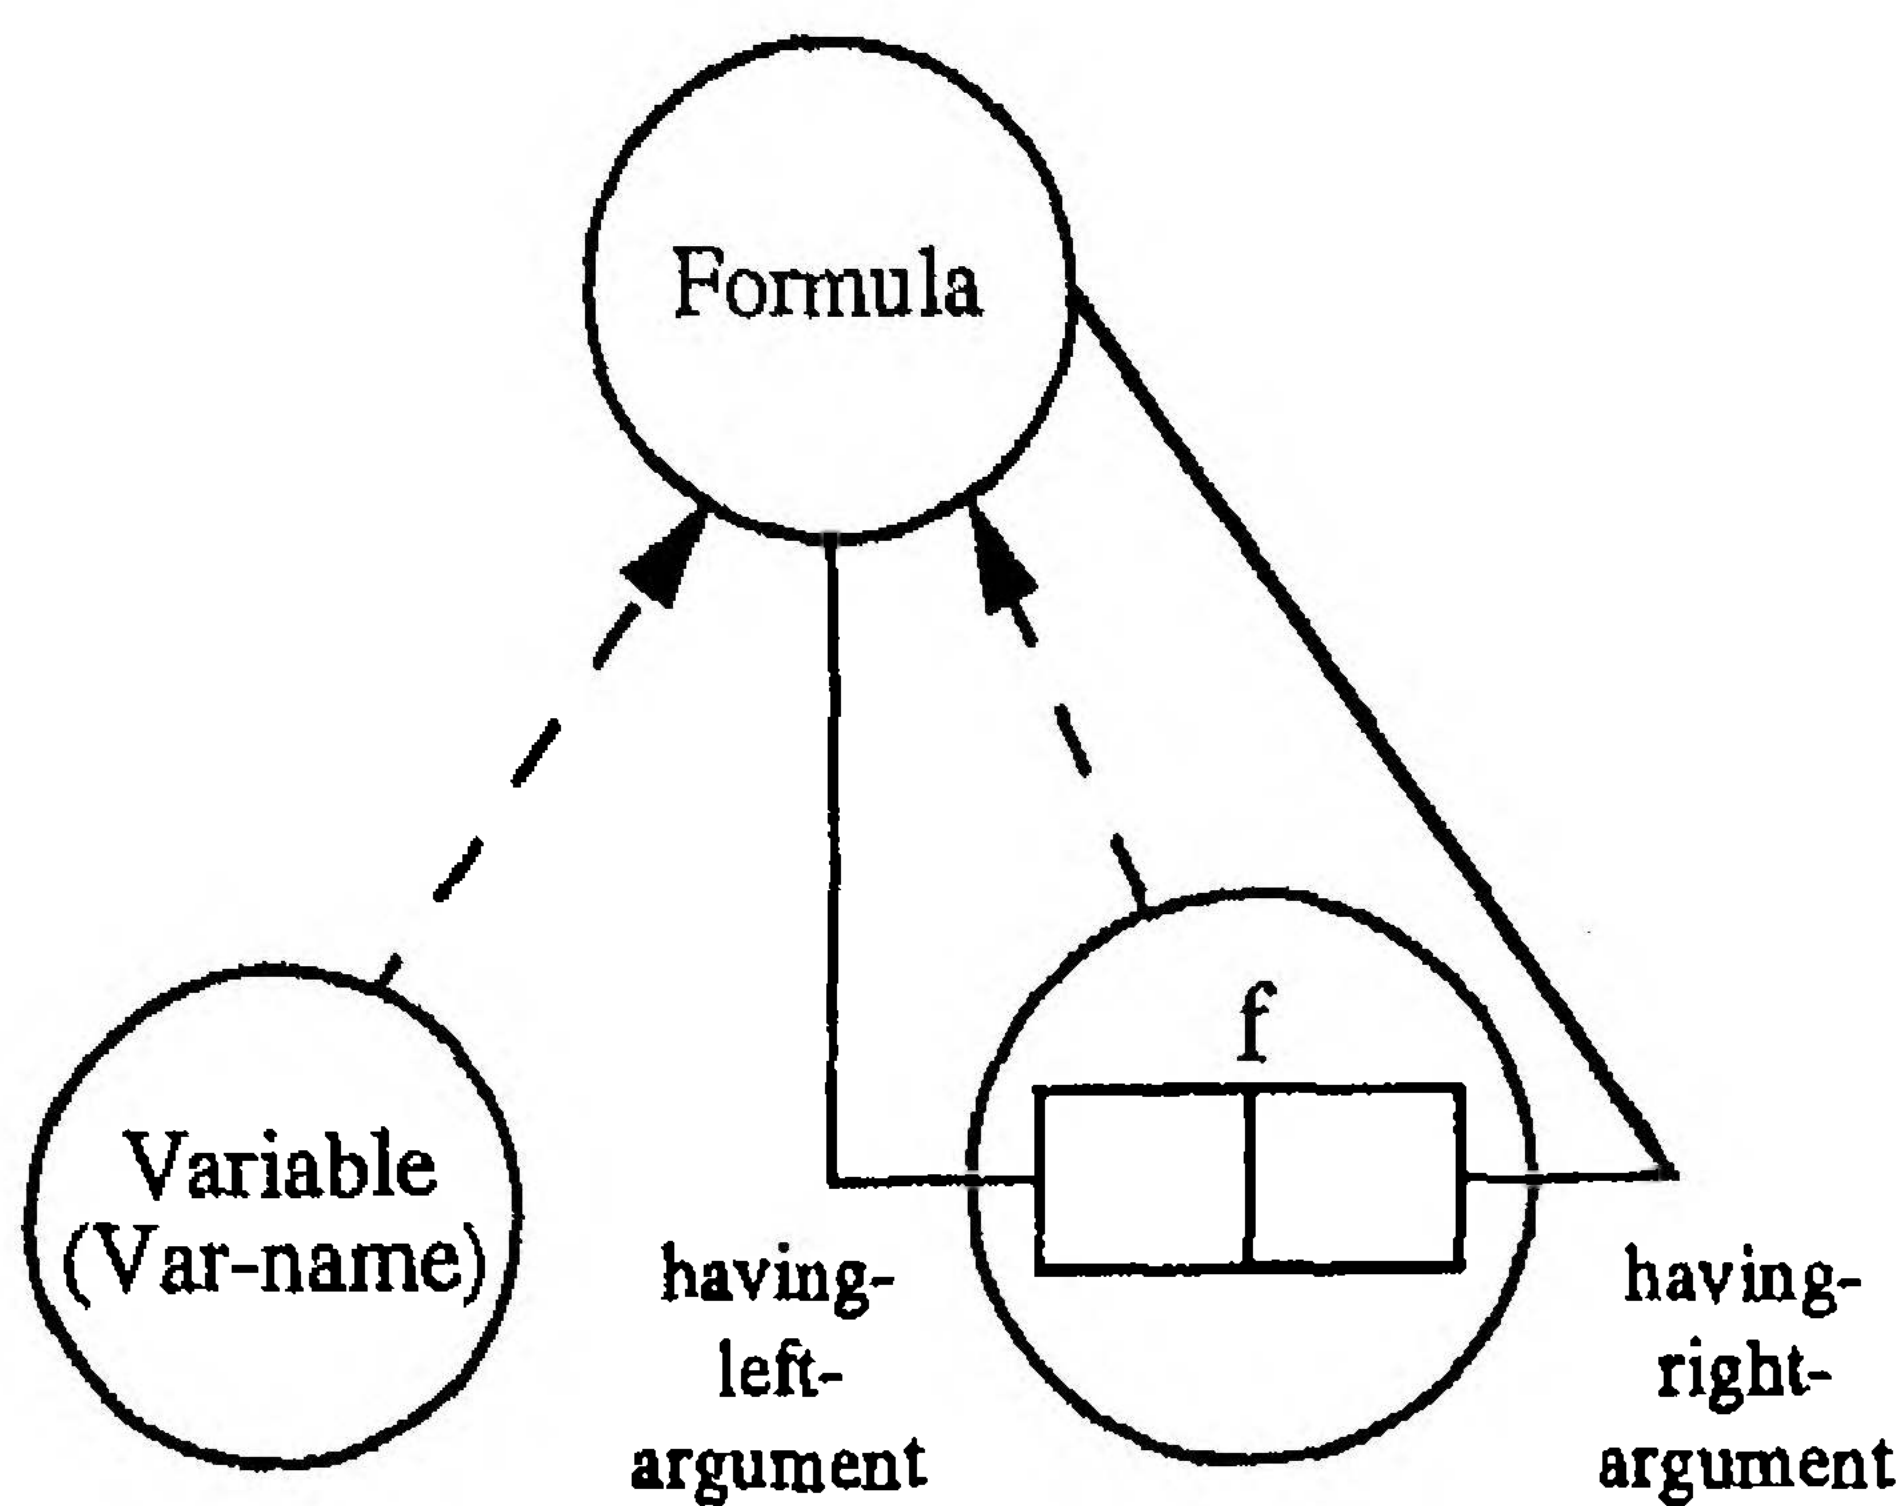 Formula
f
Variable
(Var-name)
having-
left-
argument
having-
right-
argument